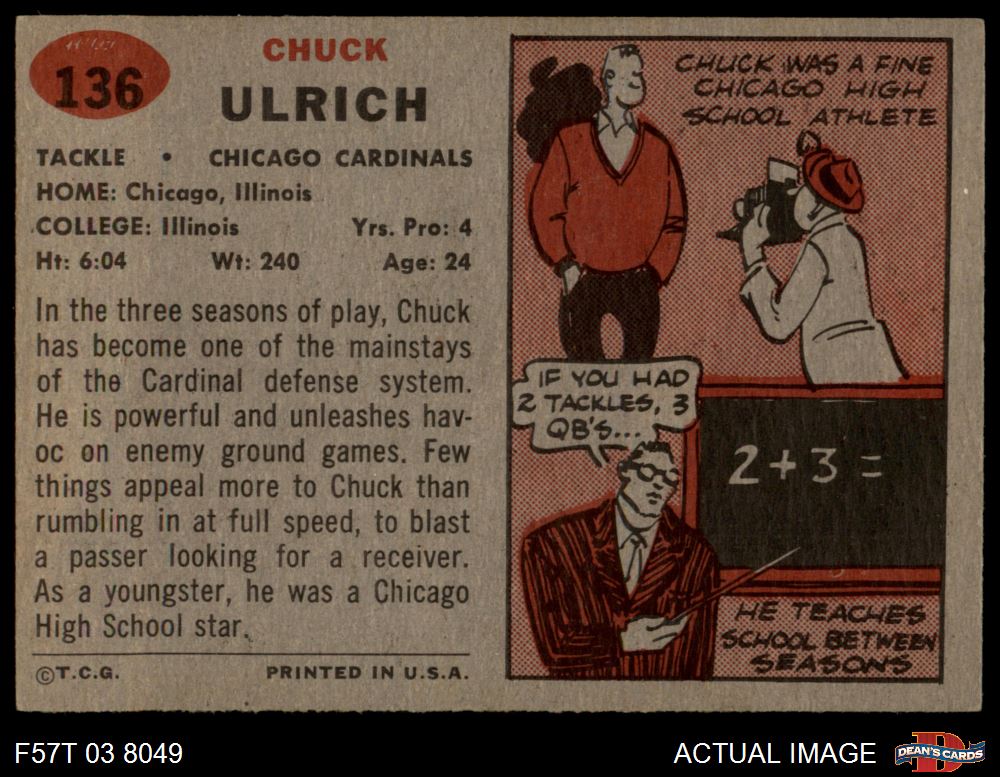 136
CHUCK
ULRICH
TACKLE • CHICAGO CARDINALS
HOME: Chicago, Illinois
COLLEGE: Illinois Yrs. Pro: 4
Ht: 6:04 Wt: 240 Age: 24
In the three seasons of play, Chuck
has become one of the mainstays
of the Cardinal defense system.
He is powerful and unleashes hav-
oc on enemy ground games. Few
things appeal more to Chuck than
rumbling in at full speed, to blast
a passer looking for a receiver.
As a youngster, he was a Chicago
High School star.
©T.C.G. PRINTED IN U.S.A.
CHUCK WAS A FINE
CHICAGO HIGH
SCHOOL ATHLETE
IF YOU HAD
2 TACKLES, 3
QB'S...
2+3=
HE TEACHES
SCHOOL BETWEEN
SEASONS
F57T 03 8049
ACTUAL IMAGE
D
DEAN'S CARDS